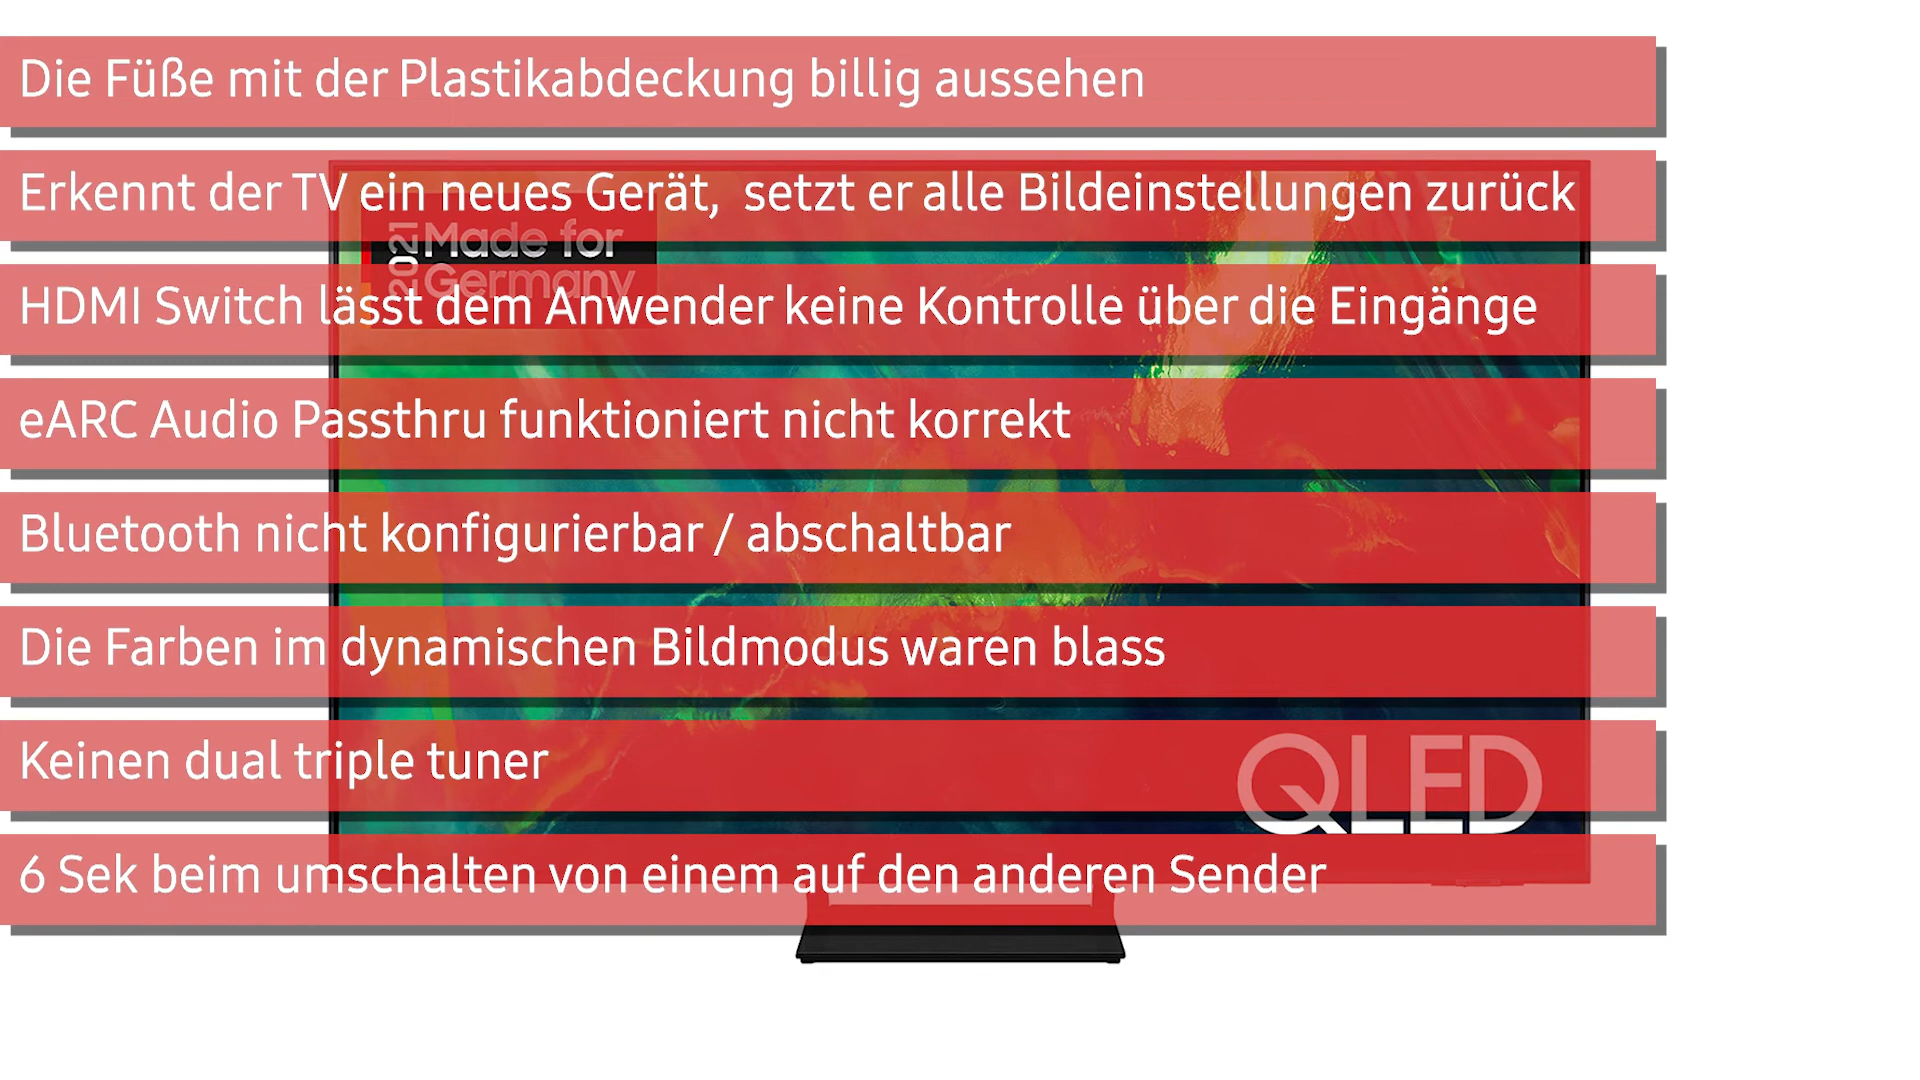 Die Füße mit der Plastikabdeckung billig aussehen
Erkennt der TV ein neues Gerät, setzt er alle Bildeinstellungen zurück
2021
Made for
Germany
HDMI Switch lässt dem Anwender keine Kontrolle über die Eingänge
eARC Audio Passthru funktioniert nicht korrekt
Bluetooth nicht konfigurierbar / abschaltbar
Die Farben im dynamischen Bildmodus waren blass
Keinen dual triple tuner
QLED
6 Sek beim umschalten von einem auf den anderen Sender